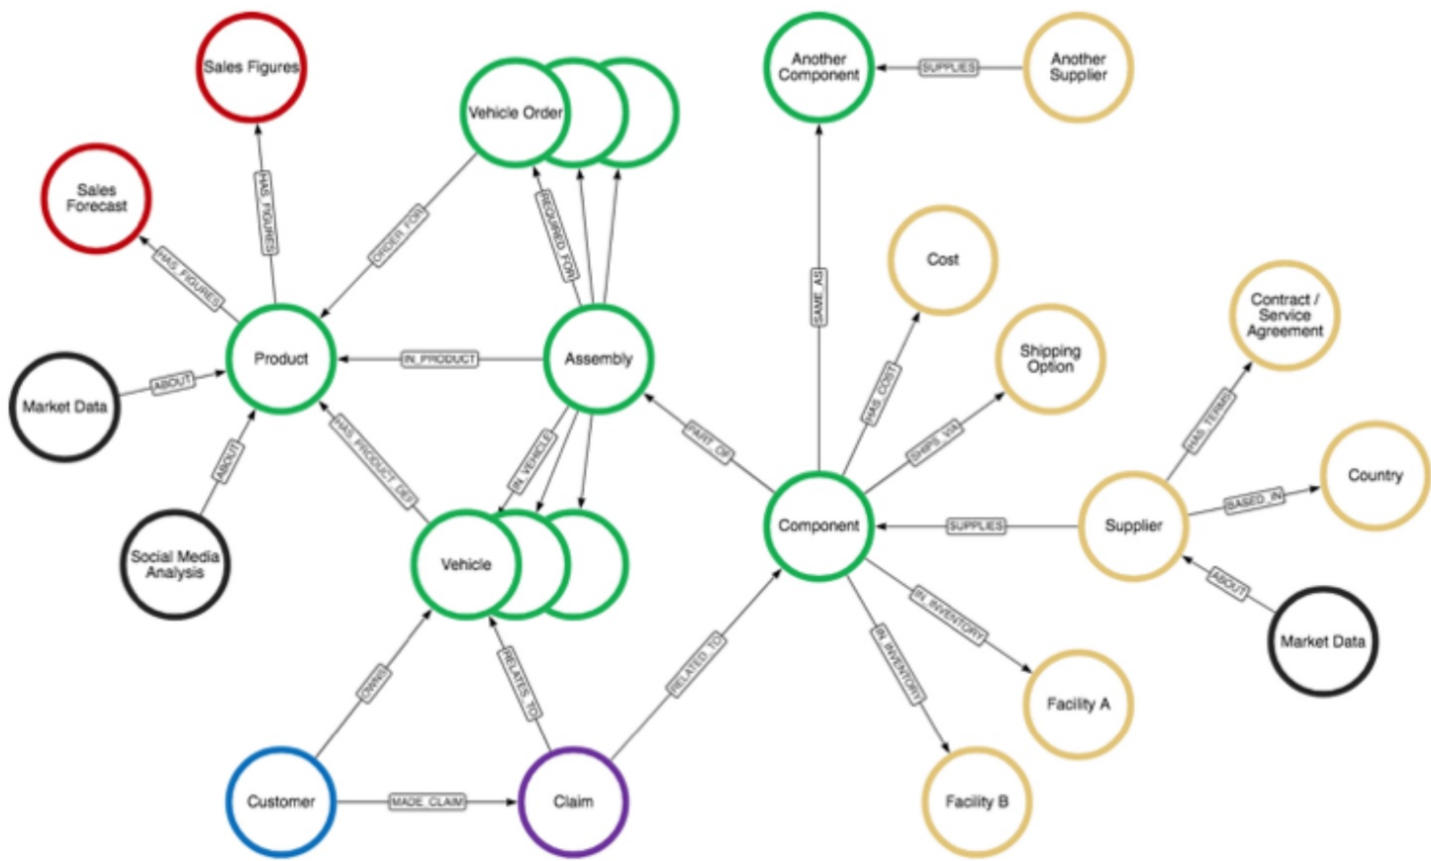 Sales Figures
Vehicle Order
Another
Component
SUPPLIES
Another
Supplier
Sales
Forecast
HAS_FIGURES
HAS_FIGURES
ORDER_FOR
REQUIRED_FOR
SAME_AS
Cost
Contract /
Service
Agreement
Product
IN_PRODUCT
Assembly
HAS_COST
Shipping
Option
Market Data
ABOUT
ABOUT
HAS_PRODUCT_DEF
IN_VEHICLE
PART_OF
SHIPS_VIA
HAS_TERMS
Country
BASED_IN
Social Media
Analysis
Vehicle
Component
SUPPLIES
Supplier
ABOUT
Market Data
OWNS
RELATES_TO
RELATED_TO
IN_INVENTORY
IN_INVENTORY
Facility A
Customer
MADE_CLAIM
Claim
Facility B